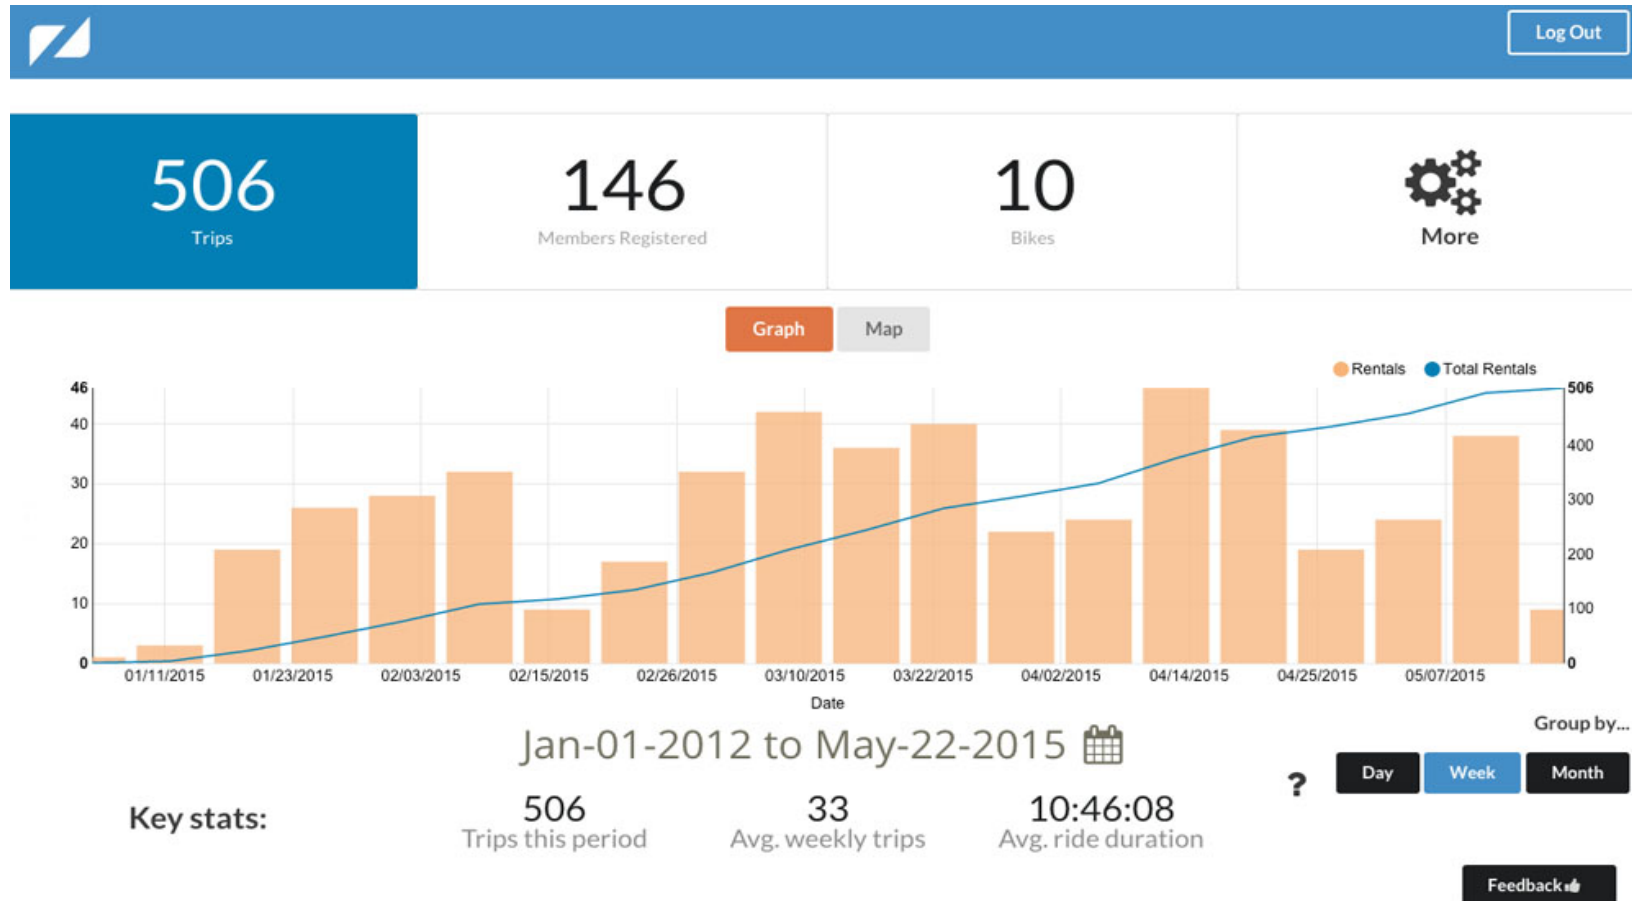 Log Out
506
Trips
146
Members Registered
10
Bikes
More
Graph
Map
Rentals
Total Rentals
46
40
30
20
10
0
506
400
300
200
100
0
01/11/2015
01/23/2015
02/03/2015
02/15/2015
02/26/2015
03/10/2015
03/22/2015
04/02/2015
04/14/2015
04/25/2015
05/07/2015
Date
Jan-01-2012 to May-22-2015
Group by...
?
Day
Week
Month
Key stats:
506
Trips this period
33
Avg. weekly trips
10:46:08
Avg. ride duration
Feedback